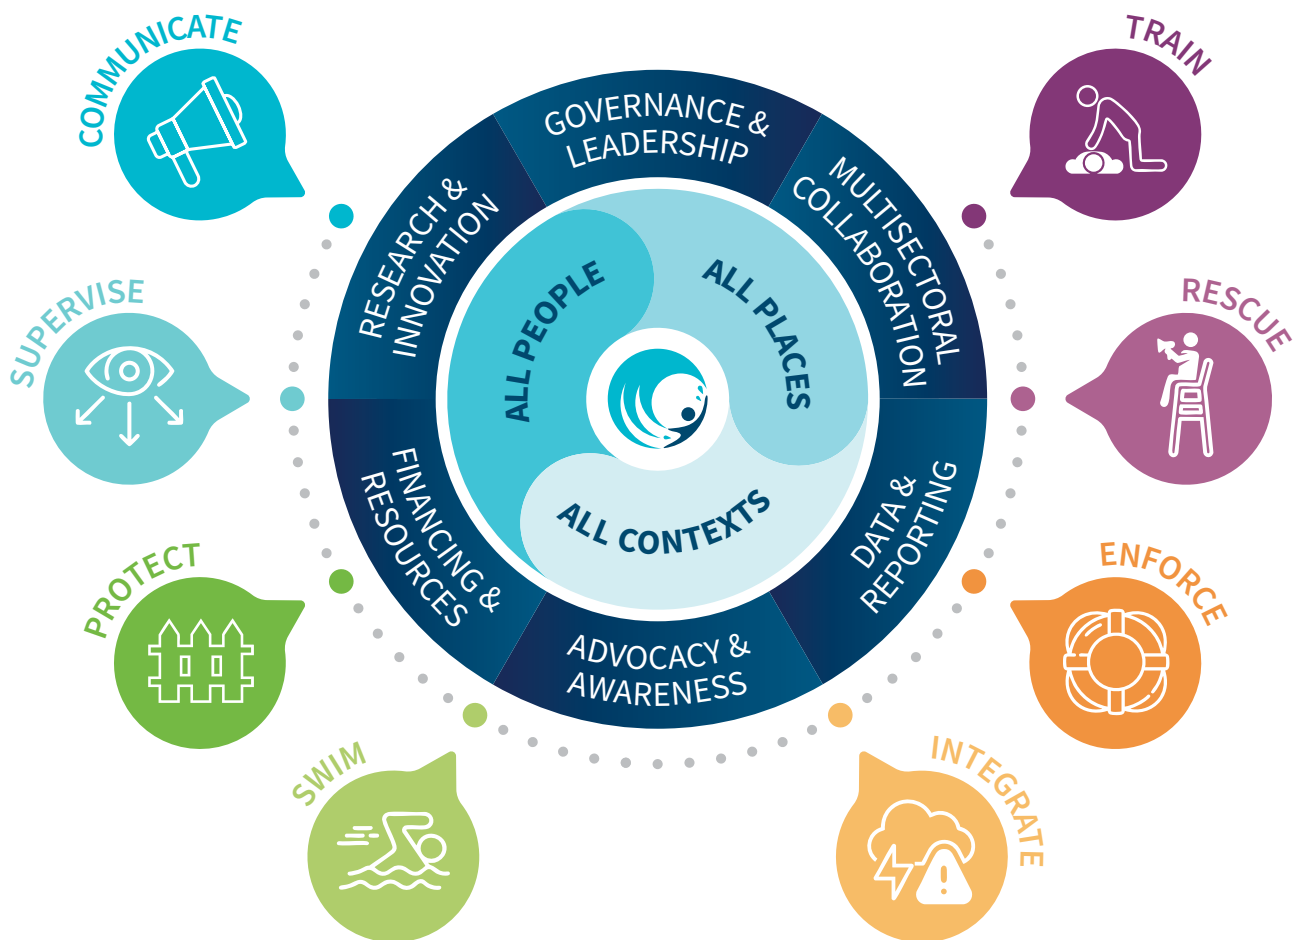 COMMUNICATE
TRAIN
GOVERNANCE &
LEADERSHIP
RESEARCH &
INNOVATION
MULTISECTORAL
COLLABORATION
ALL PEOPLE
ALL PLACES
SUPERVISE
RESCUE
ALL CONTEXTS
FINANCING &
RESOURCES
DATA &
REPORTING
PROTECT
ENFORCE
ADVOCACY &
AWARENESS
SWIM
INTEGRATE